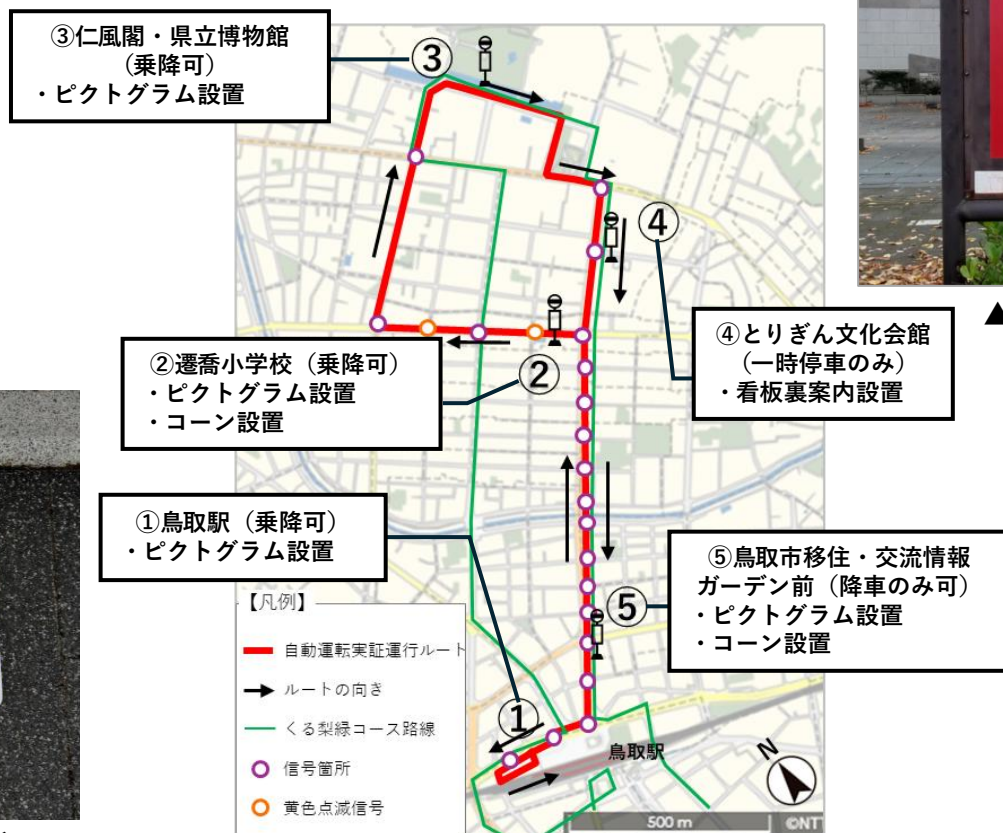 ③仁風閣・県立博物館
(乗降可)
・ピクトグラム設置
③
④
④とりぎん文化会館
(一時停車のみ)
・看板裏案内設置
▲
②遷喬小学校(乗降可)
・ピクトグラム設置
・コーン設置
②
①鳥取駅(乗降可)
・ピクトグラム設置
⑤鳥取市移住・交流情報
ガーデン前(降車のみ可)
・ピクトグラム設置
・コーン設置
⑤
【凡例】
自動運転実証運行ルート
ルートの向き
くる梨緑コース路線
信号箇所
黄色点滅信号
①
鳥取駅
N
500 m
©NT